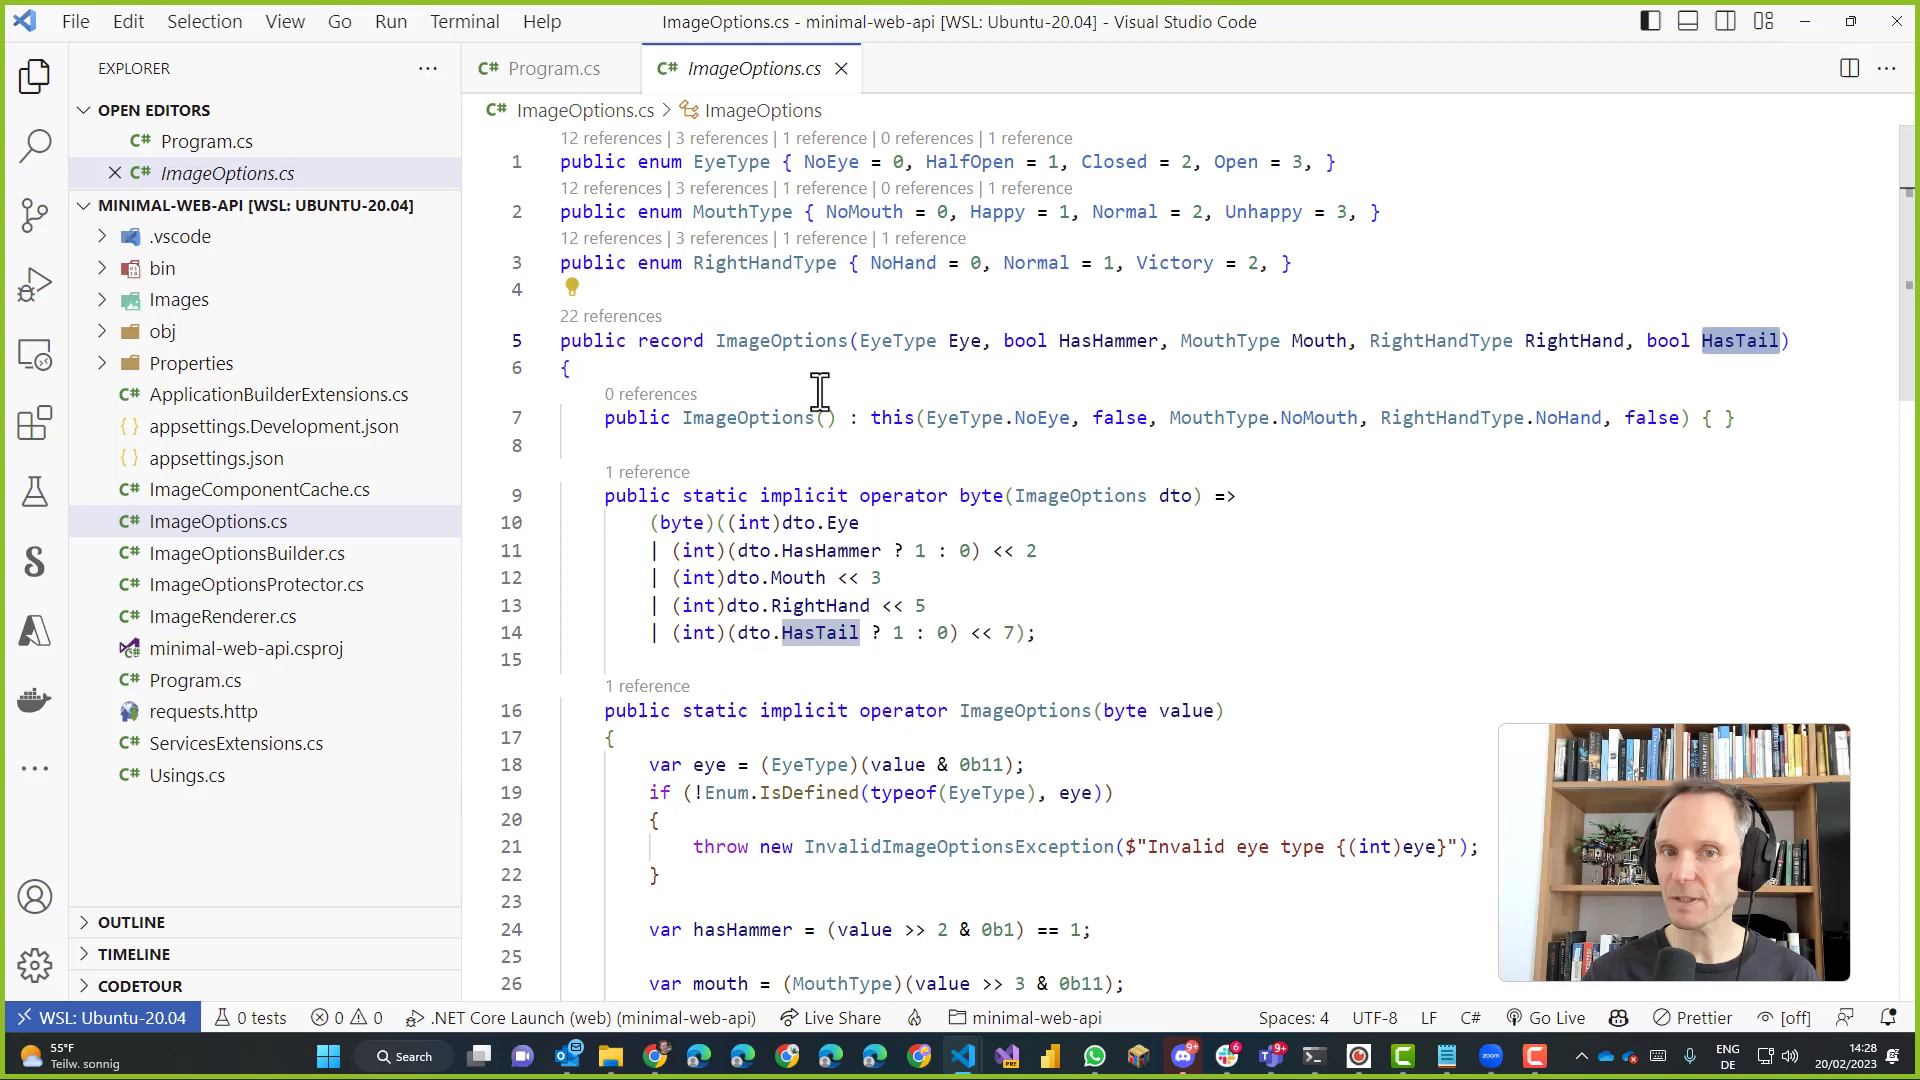 File Edit Selection View Go Run Terminal Help
ImageOptions.cs - minimal-web-api [WSL: Ubuntu-20.04] - Visual Studio Code
EXPLORER
OPEN EDITORS
C# Program.cs
C# ImageOptions.cs
MINIMAL-WEB-API [WSL: UBUNTU-20.04]
.vscode
bin
Images
obj
Properties
C# ApplicationBuilderExtensions.cs
{} appsettings.Development.json
{} appsettings.json
C# ImageComponentCache.cs
C# ImageOptions.cs
C# ImageOptionsBuilder.cs
C# ImageOptionsProtector.cs
C# ImageRenderer.cs
minimal-web-api.csproj
C# Program.cs
requests.http
C# ServicesExtensions.cs
C# Usings.cs
OUTLINE
TIMELINE
CODETOUR
C# Program.cs
C# ImageOptions.cs
C# ImageOptions.cs > ImageOptions
12 references | 3 references | 1 reference | 0 references | 1 reference
1 public enum EyeType { NoEye = 0, HalfOpen = 1, Closed = 2, Open = 3, }
12 references | 3 references | 1 reference | 0 references | 1 reference
2 public enum MouthType { NoMouth = 0, Happy = 1, Normal = 2, Unhappy = 3, }
12 references | 3 references | 1 reference | 1 reference
3 public enum RightHandType { NoHand = 0, Normal = 1, Victory = 2, }
4
22 references
5 public record ImageOptions(EyeType Eye, bool HasHammer, MouthType Mouth, RightHandType RightHand, bool HasTail)
6 {
0 references
7 public ImageOptions() : this(EyeType.NoEye, false, MouthType.NoMouth, RightHandType.NoHand, false) { }
8
1 reference
9 public static implicit operator byte(ImageOptions dto) =>
10 (byte)((int)dto.Eye
11 | (int)(dto.HasHammer ? 1 : 0) << 2
12 | (int)dto.Mouth << 3
13 | (int)dto.RightHand << 5
14 | (int)(dto.HasTail ? 1 : 0) << 7);
15
1 reference
16 public static implicit operator ImageOptions(byte value)
17 {
18 var eye = (EyeType)(value & 0b11);
19 if (!Enum.IsDefined(typeof(EyeType), eye))
20 {
21 throw new InvalidImageOptionsException($"Invalid eye type {(int)eye}");
22 }
23
24 var hasHammer = (value >> 2 & 0b1) == 1;
25
26 var mouth = (MouthType)(value >> 3 & 0b11);
WSL: Ubuntu-20.04 0 tests 0 0 .NET Core Launch (web) (minimal-web-api) Live Share minimal-web-api Spaces: 4 UTF-8 LF C# Go Live Prettier [off]
55°F
Teilw. sonnig
Search
PRE
9+
6
9+
zoom
ENG
DE
14:28
20/02/2023